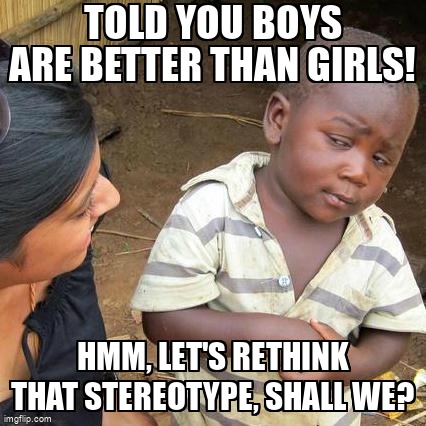 TOLD YOU BOYS
ARE BETTER THAN GIRLS!
HMM, LET'S RETHINK
THAT STEREOTYPE, SHALL WE?
imgflip.com